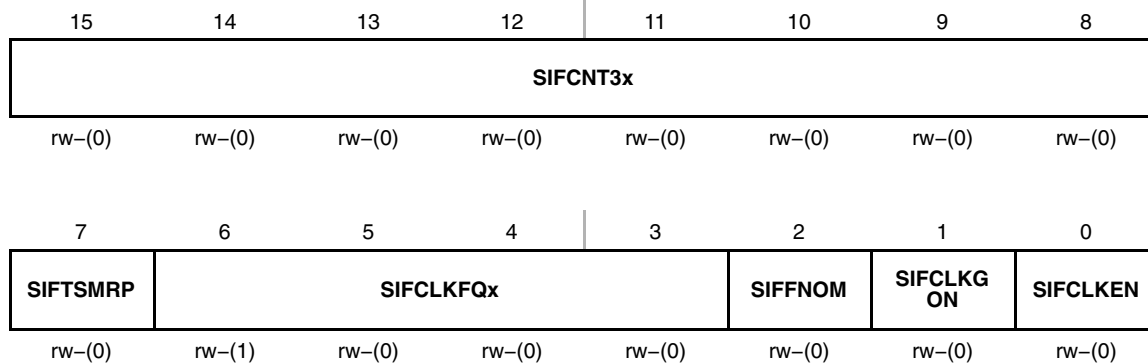 15 14 13 12 11 10 9 8
SIFCNT3x
rw−(0) rw−(0) rw−(0) rw−(0) rw−(0) rw−(0) rw−(0) rw−(0)
7 6 5 4 3 2 1 0
SIFTSMRP SIFCLKFQx SIFFNOM SIFCLKG
ON SIFCLKEN
rw−(0) rw−(1) rw−(0) rw−(0) rw−(0) rw−(0) rw−(0) rw−(0)